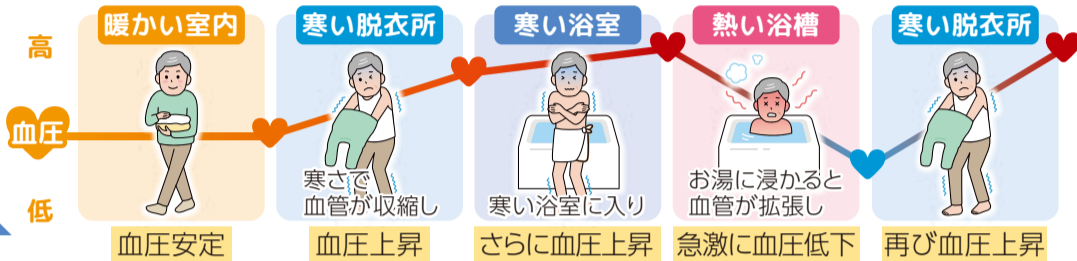 高
血圧
低
暖かい室内
血圧安定
寒い脱衣所
寒さで
血管が収縮し
血圧上昇
寒い浴室
寒い浴室に入り
さらに血圧上昇
熱い浴槽
お湯に浸かると
血管が拡張し
急激に血圧低下
寒い脱衣所
再び血圧上昇